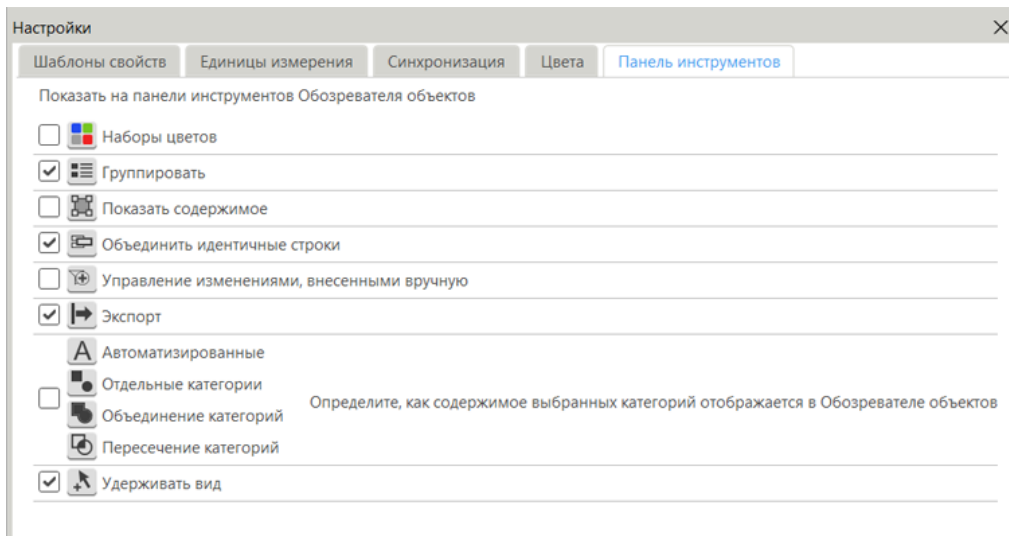 Настройки
Шаблоны свойств Единицы измерения Синхронизация Цвета Панель инструментов
Показать на панели инструментов Обозревателя объектов
Наборы цветов
Группировать
Показать содержимое
Объединить идентичные строки
Управление изменениями, внесенными вручную
Экспорт
A Автоматизированные
Отдельные категории
Объединение категорий
Пересечение категорий
Определите, как содержимое выбранных категорий отображается в Обозревателе объектов
Удерживать вид